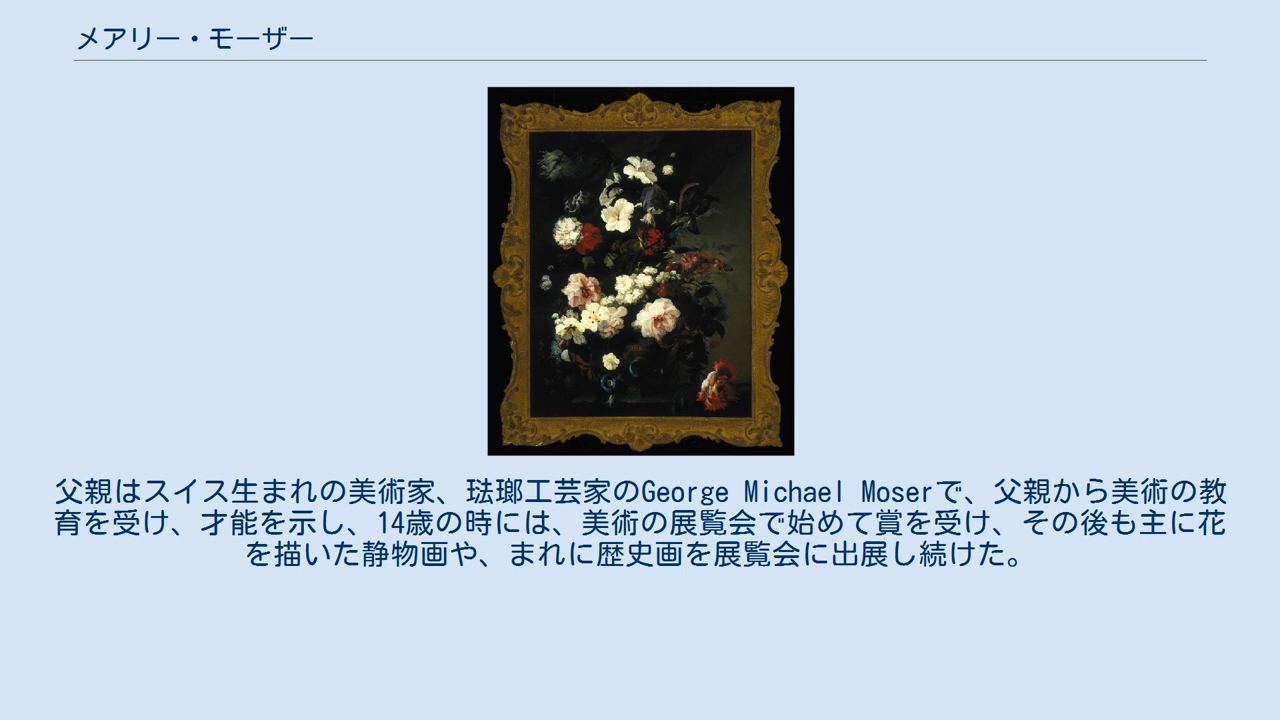 メアリー・モーザー
父親はスイス生まれの美術家、琺瑯工芸家のGeorge Michael Moserで、父親から美術の教
育を受け、才能を示し、14歳の時には、美術の展覧会で始めて賞を受け、その後も主に花
を描いた静物画や、まれに歴史画を展覧会に出展し続けた。